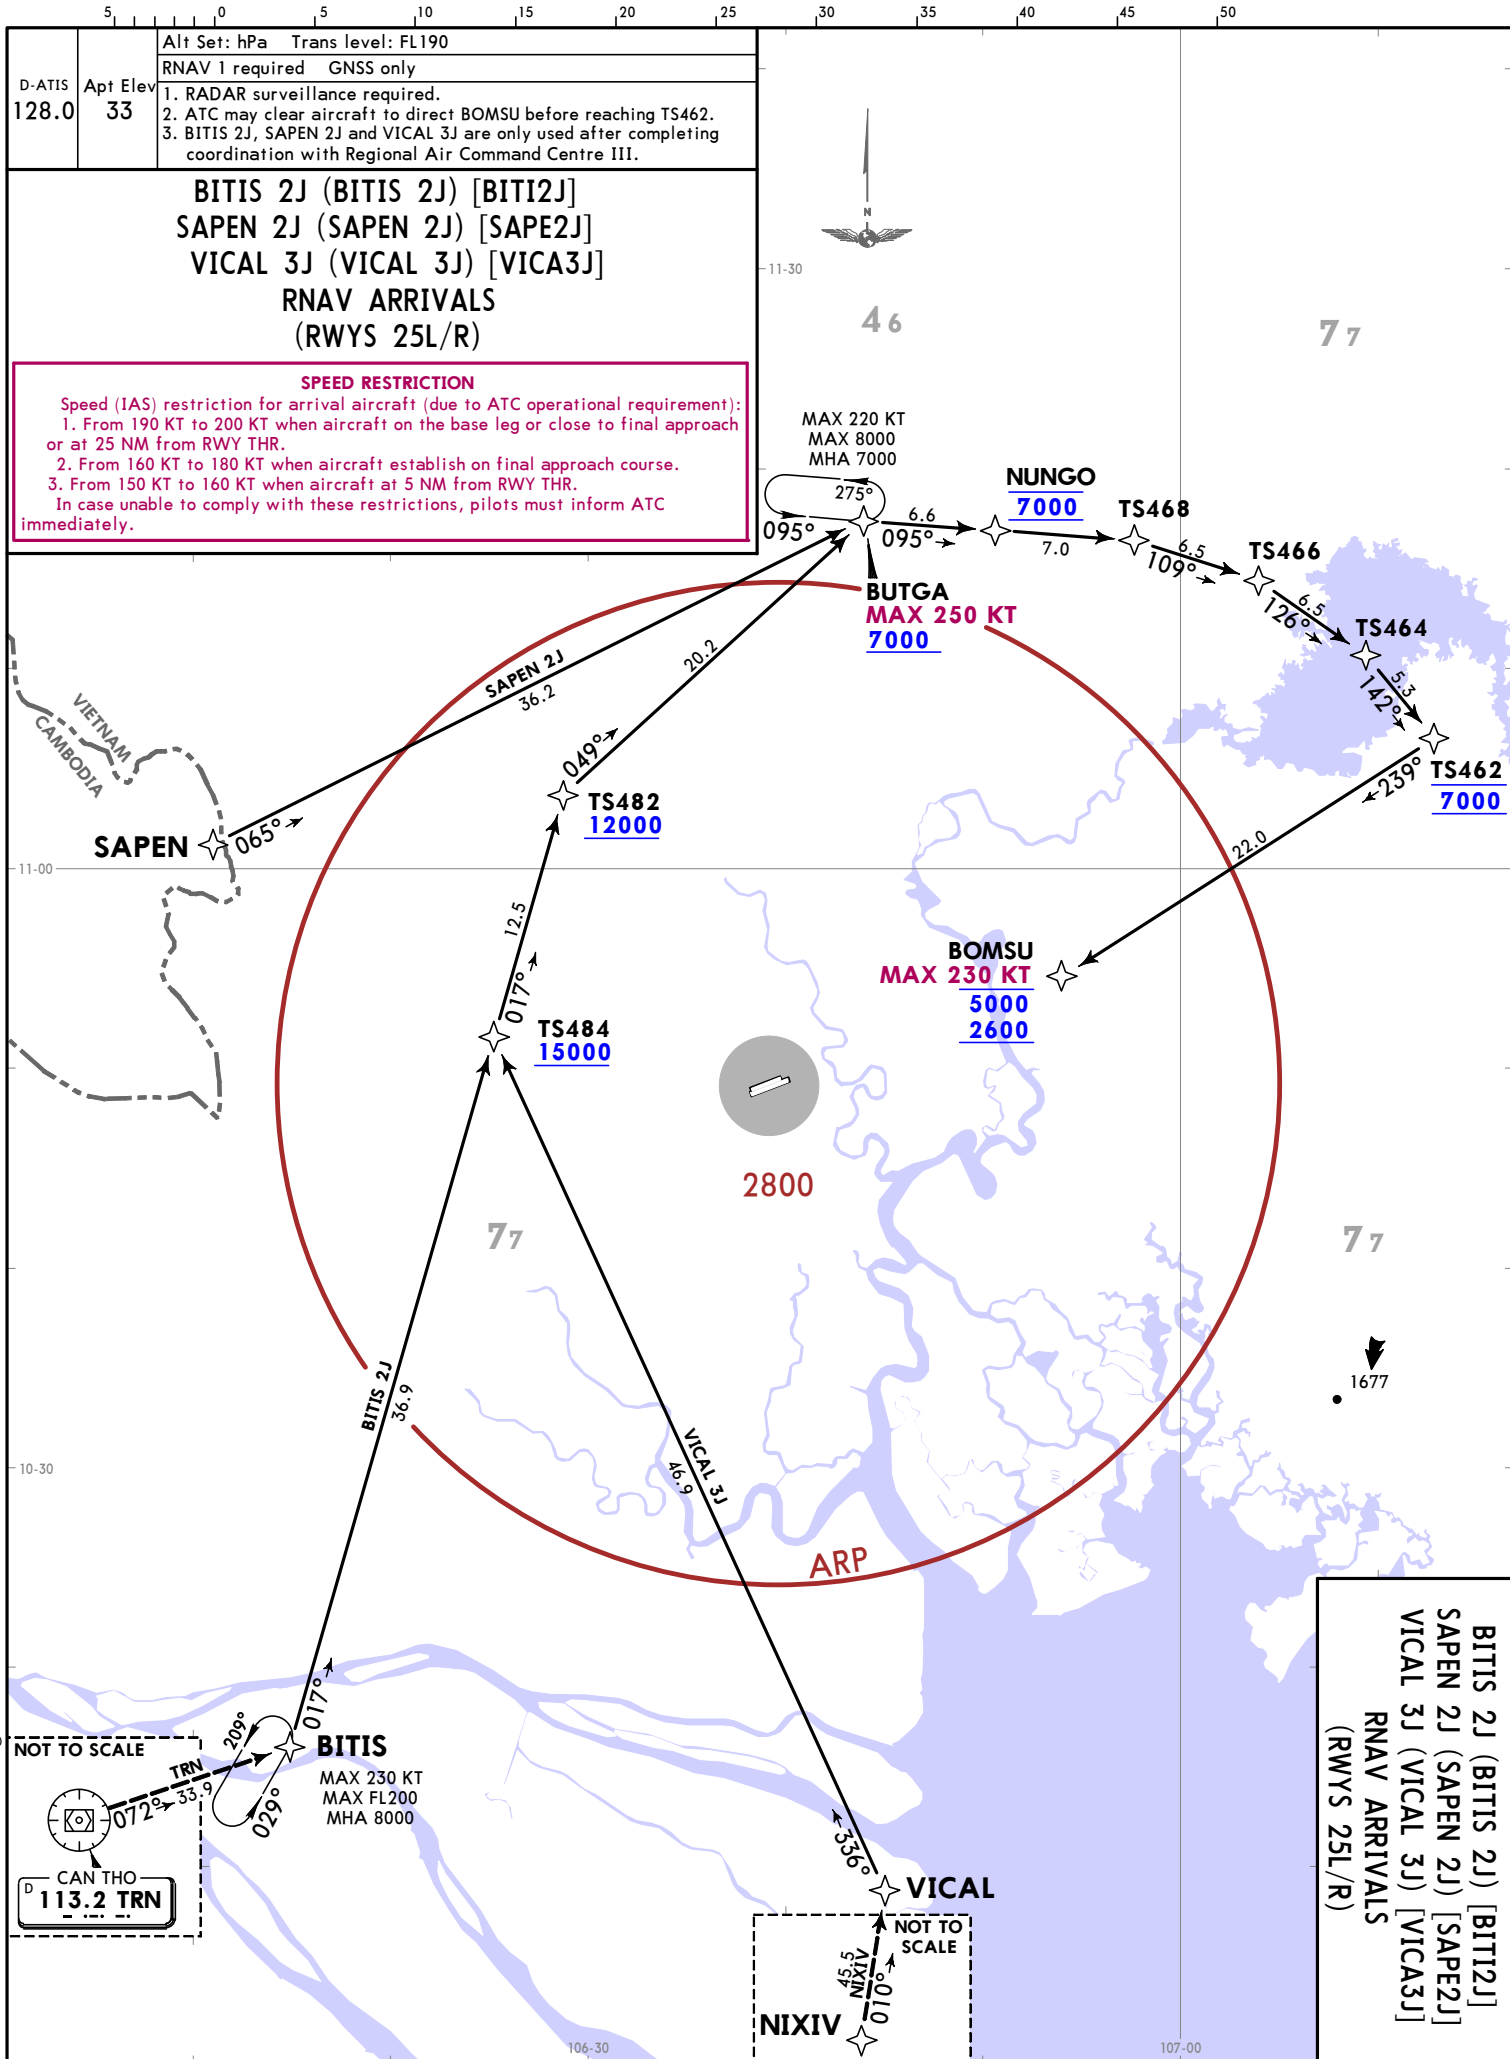 5 0 5 10 15 20 25 30 35 40 45 50
D-ATIS
128.0
Apt Elev
33
Alt Set: hPa Trans level: FL190
RNAV 1 required GNSS only
1. RADAR surveillance required.
2. ATC may clear aircraft to direct BOMSU before reaching TS462.
3. BITIS 2J, SAPEN 2J and VICAL 3J are only used after completing
coordination with Regional Air Command Centre III.
BITIS 2J (BITIS 2J) [BITI2J]
SAPEN 2J (SAPEN 2J) [SAPE2J]
VICAL 3J (VICAL 3J) [VICA3J]
RNAV ARRIVALS
(RWYS 25L/R)
SPEED RESTRICTION
Speed (IAS) restriction for arrival aircraft (due to ATC operational requirement):
1. From 190 KT to 200 KT when aircraft on the base leg or close to final approach
or at 25 NM from RWY THR.
2. From 160 KT to 180 KT when aircraft establish on final approach course.
3. From 150 KT to 160 KT when aircraft at 5 NM from RWY THR.
In case unable to comply with these restrictions, pilots must inform ATC
immediately.
N
11-30
46
77
MAX 220 KT
MAX 8000
MHA 7000
275°
095°
6.6
095°
NUNGO
7000
7.0
TS468
6.5
109°
TS466
6.5
126°
TS464
5.3
142°
TS462
7000
239°
22.0
BUTGA
MAX 250 KT
7000
SAPEN 2J
36.2
20.2
VIETNAM
CAMBODIA
049°
TS482
12000
SAPEN
065°
11-00
12.5
017°
BOMSU
MAX 230 KT
5000
2600
TS484
15000
2800
77
77
1677
BITIS 2J
36.9
VICAL 3J
46.9
10-30
ARP
017°
209°
BITIS
MAX 230 KT
MAX FL200
MHA 8000
029°
NOT TO SCALE
TRN
33.9
072°
CAN THO
D 113.2 TRN
336°
VICAL
NOT TO
SCALE
45.5
NIXIV
010°
NIXIV
106-30
107-00
BITIS 2J (BITIS 2J) [BITI2J]
SAPEN 2J (SAPEN 2J) [SAPE2J]
VICAL 3J (VICAL 3J) [VICA3J]
RNAV ARRIVALS
(RWYS 25L/R)